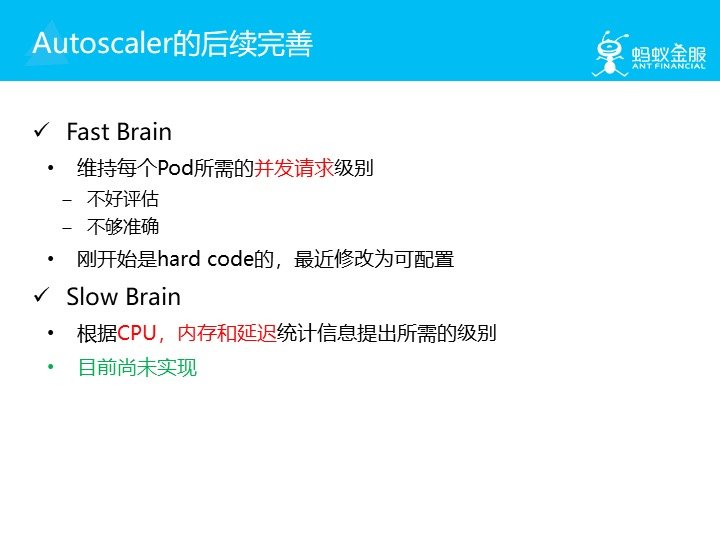 Autoscaler的后续完善
蚂蚁金服
ANT FINANCIAL
✓ Fast Brain
• 维持每个Pod所需的并发请求级别
– 不好评估
– 不够准确
• 刚开始是hard code的，最近修改为可配置
✓ Slow Brain
• 根据CPU，内存和延迟统计信息提出所需的级别
• 目前尚未实现